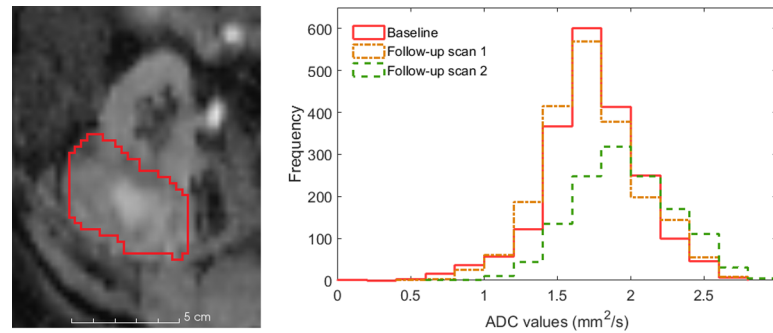 5 cm
Baseline
Follow-up scan 1
Follow-up scan 2
Frequency
600
500
400
300
200
100
0
0 0.5 1 1.5 2 2.5
ADC values (mm²/s)